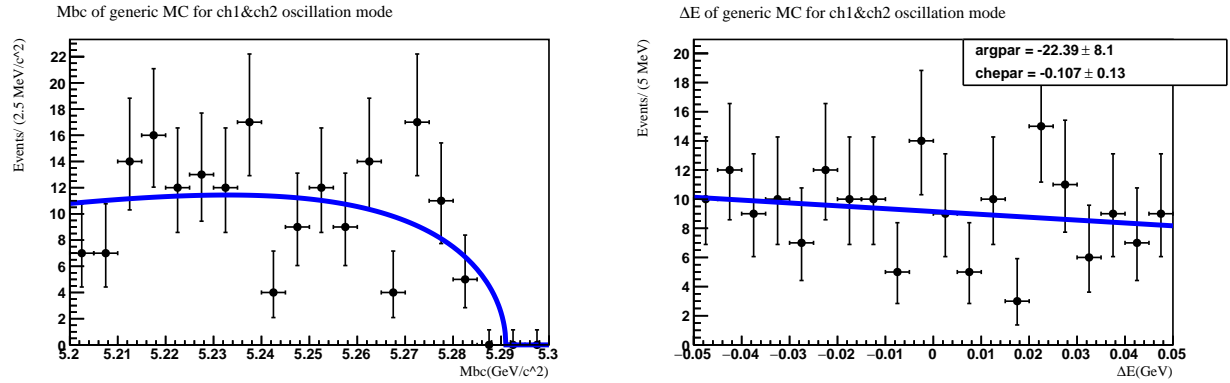 Mbc of generic MC for ch1&ch2 oscillation mode
Events/ (2.5 MeV/c^2)
22
20
18
16
14
12
10
8
6
4
2
0
5.2 5.21 5.22 5.23 5.24 5.25 5.26 5.27 5.28 5.29 5.3
Mbc(GeV/c^2)
ΔE of generic MC for ch1&ch2 oscillation mode
argpar = -22.39 ± 8.1
chepar = -0.107 ± 0.13
Events/ (5 MeV)
20
18
16
14
12
10
8
6
4
2
0
−0.05 −0.04 −0.03 −0.02 −0.01 0 0.01 0.02 0.03 0.04 0.05
ΔE(GeV)